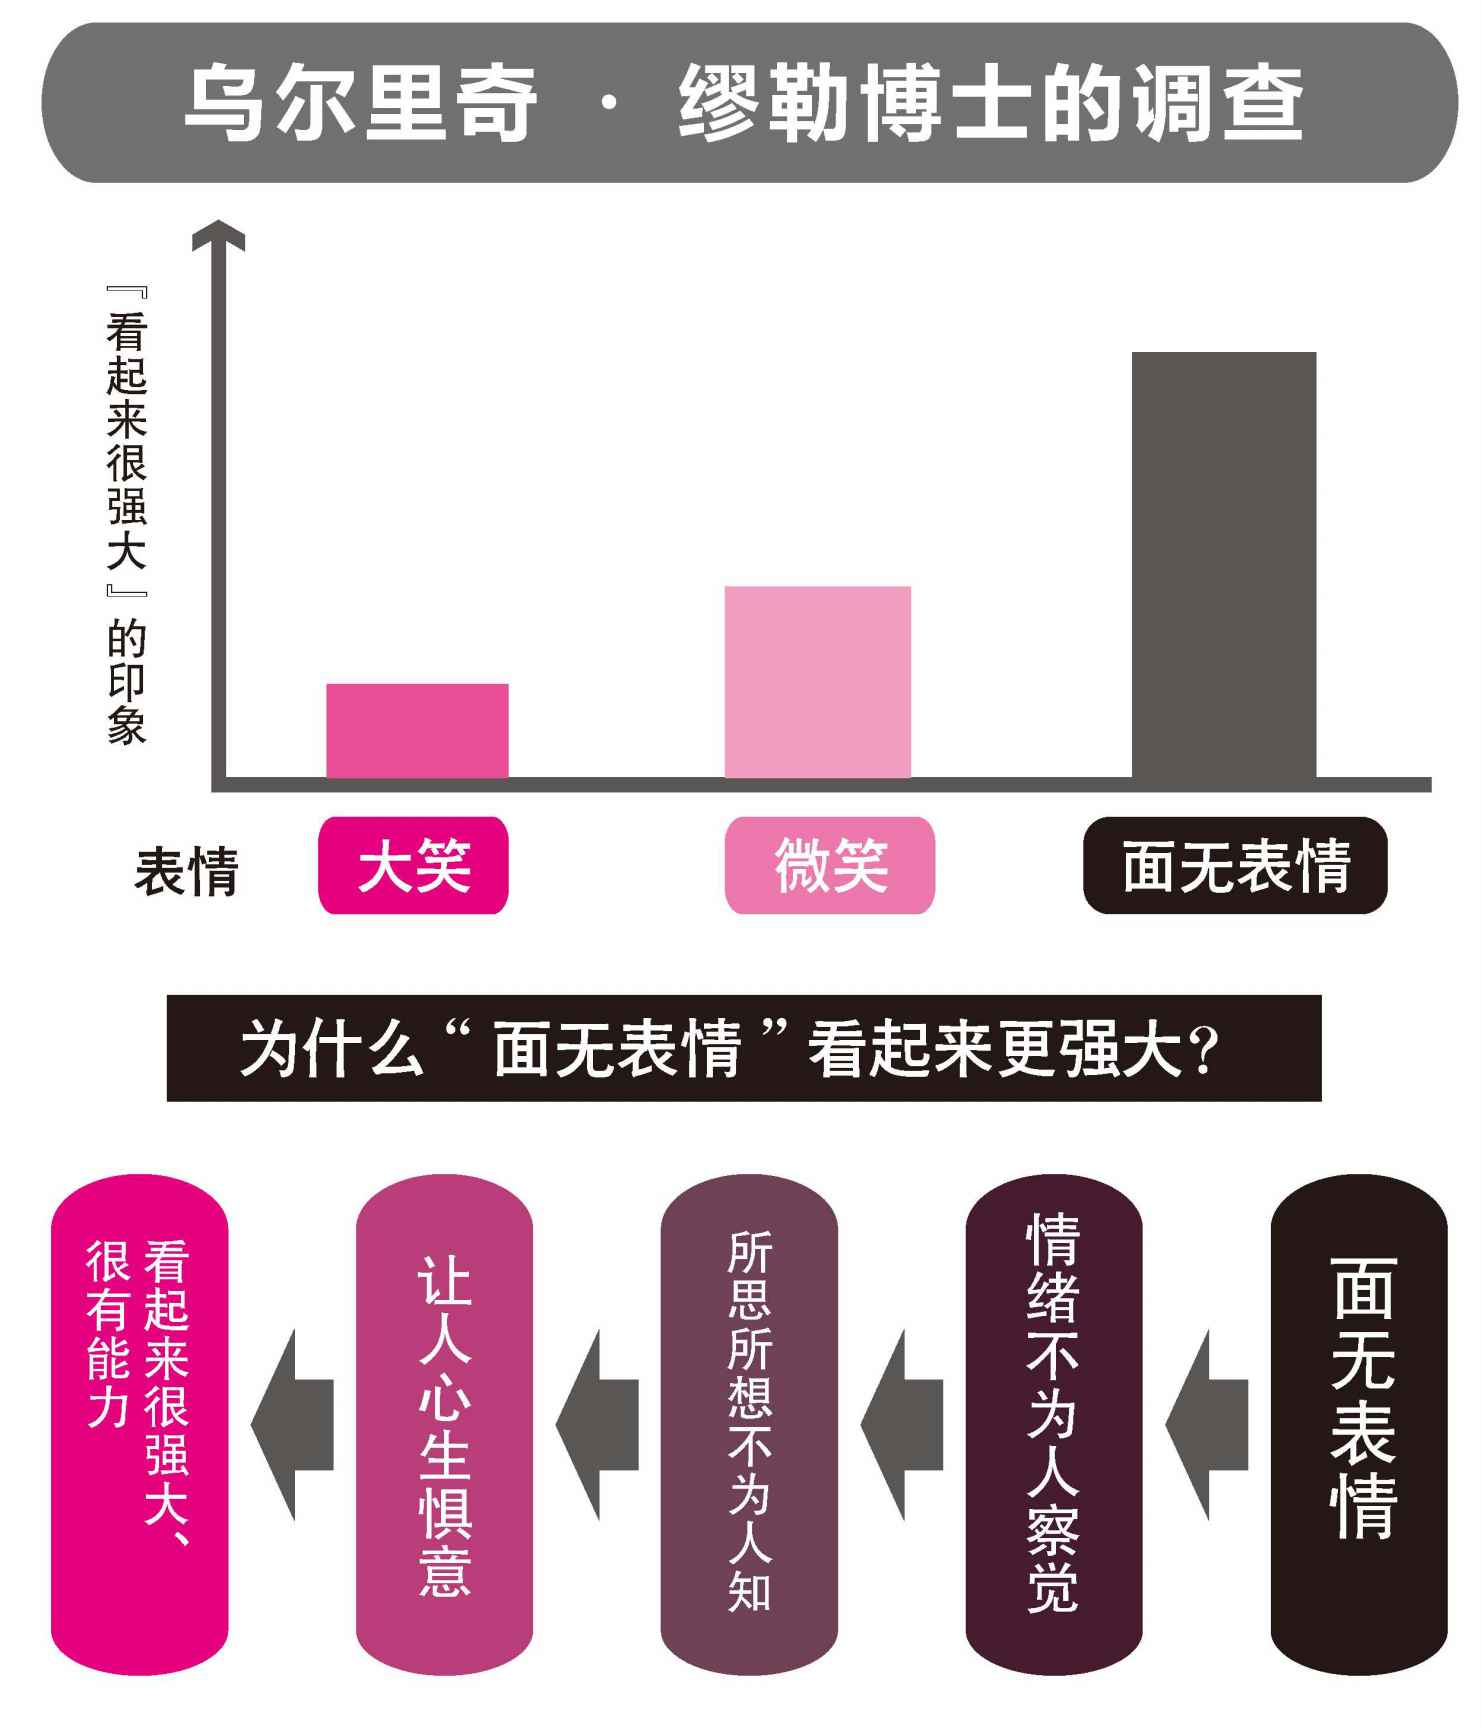 乌尔里奇·缪勒博士的调查
『看起来很强大』的印象
表情
大笑
微笑
面无表情
为什么“面无表情”看起来更强大?
面无表情
情绪不为人察觉
所思所想不为人知
让人心生惧意
看起来很强大、
很有能力